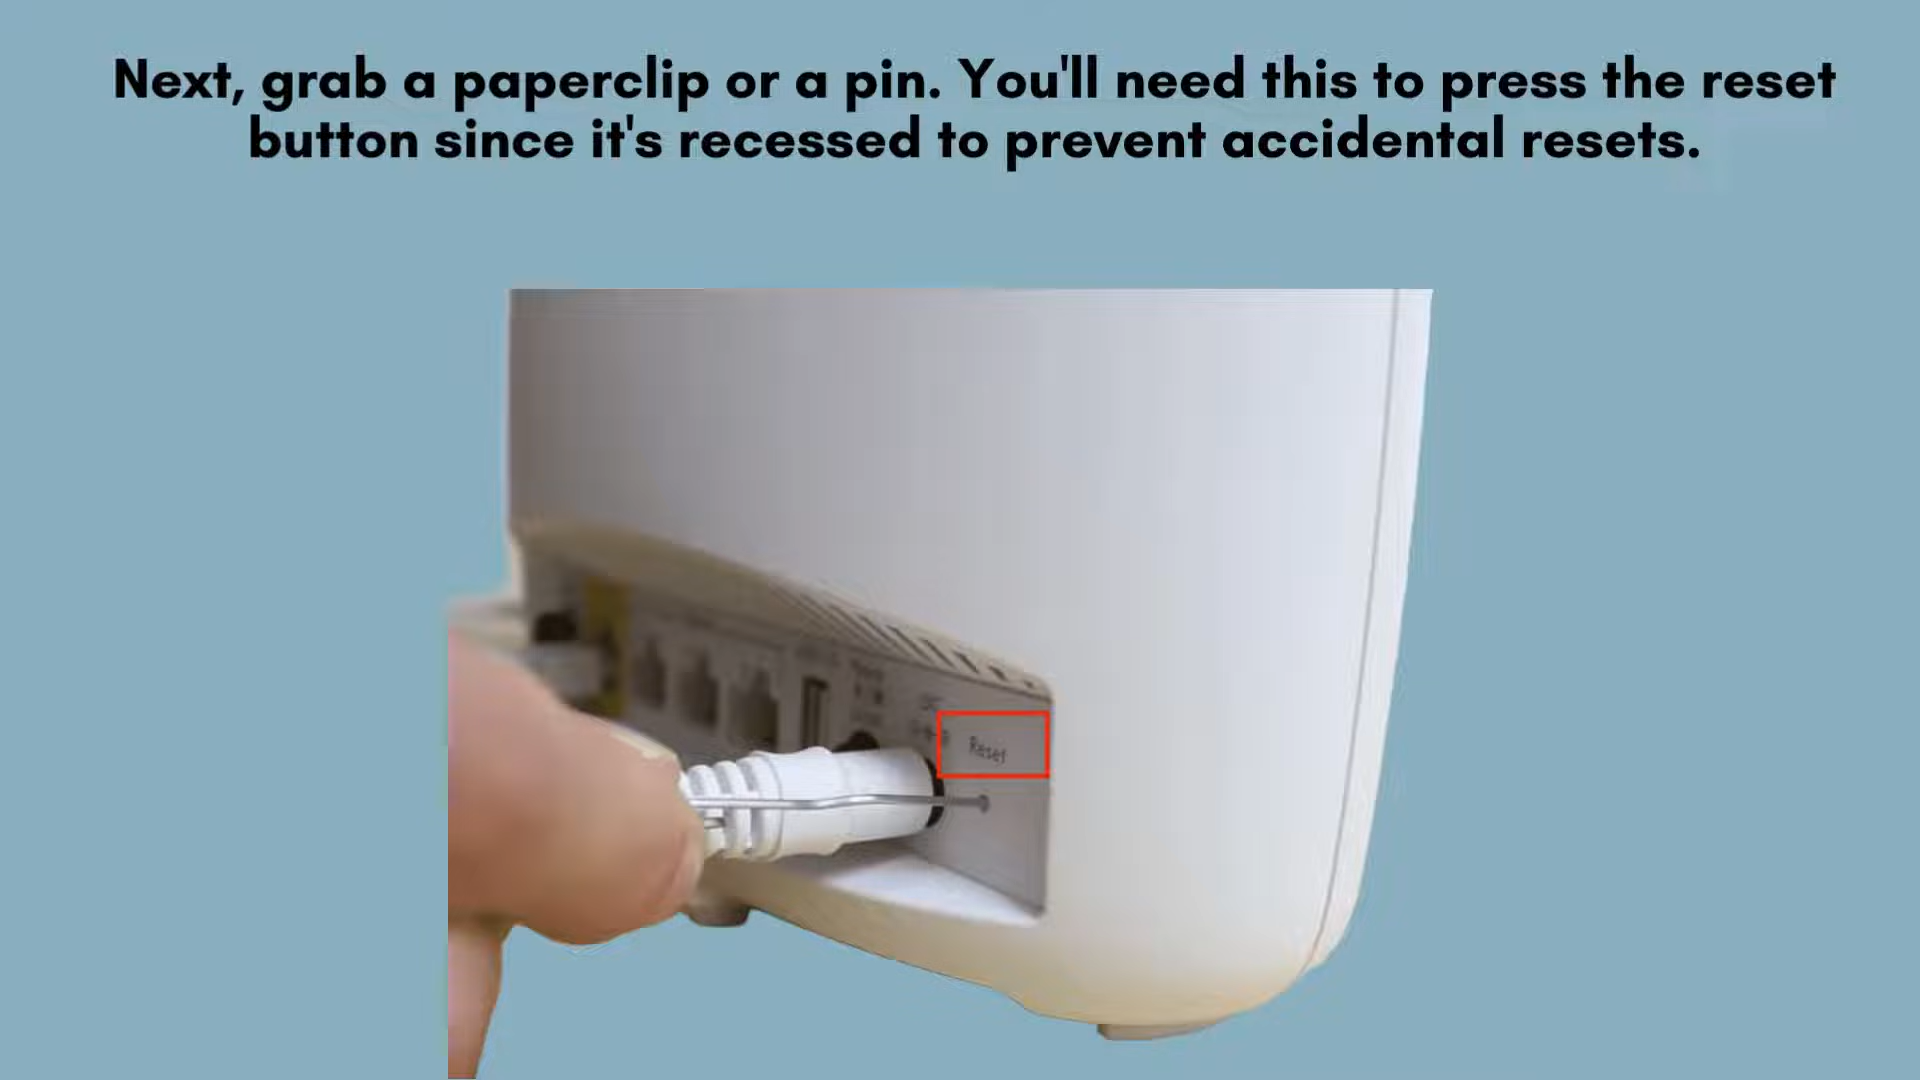 Next, grab a paperclip or a pin. You'll need this to press the reset
button since it's recessed to prevent accidental resets.
Reset